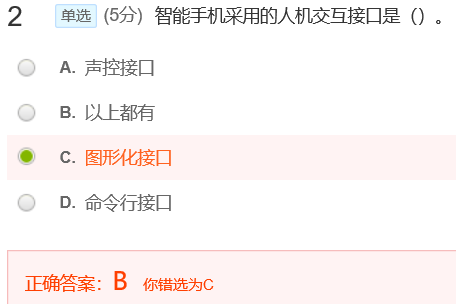 2 单选 (5分) 智能手机采用的人机交互接口是（）。
A. 声控接口
B. 以上都有
C. 图形化接口
D. 命令行接口
正确答案：B 你错选为C